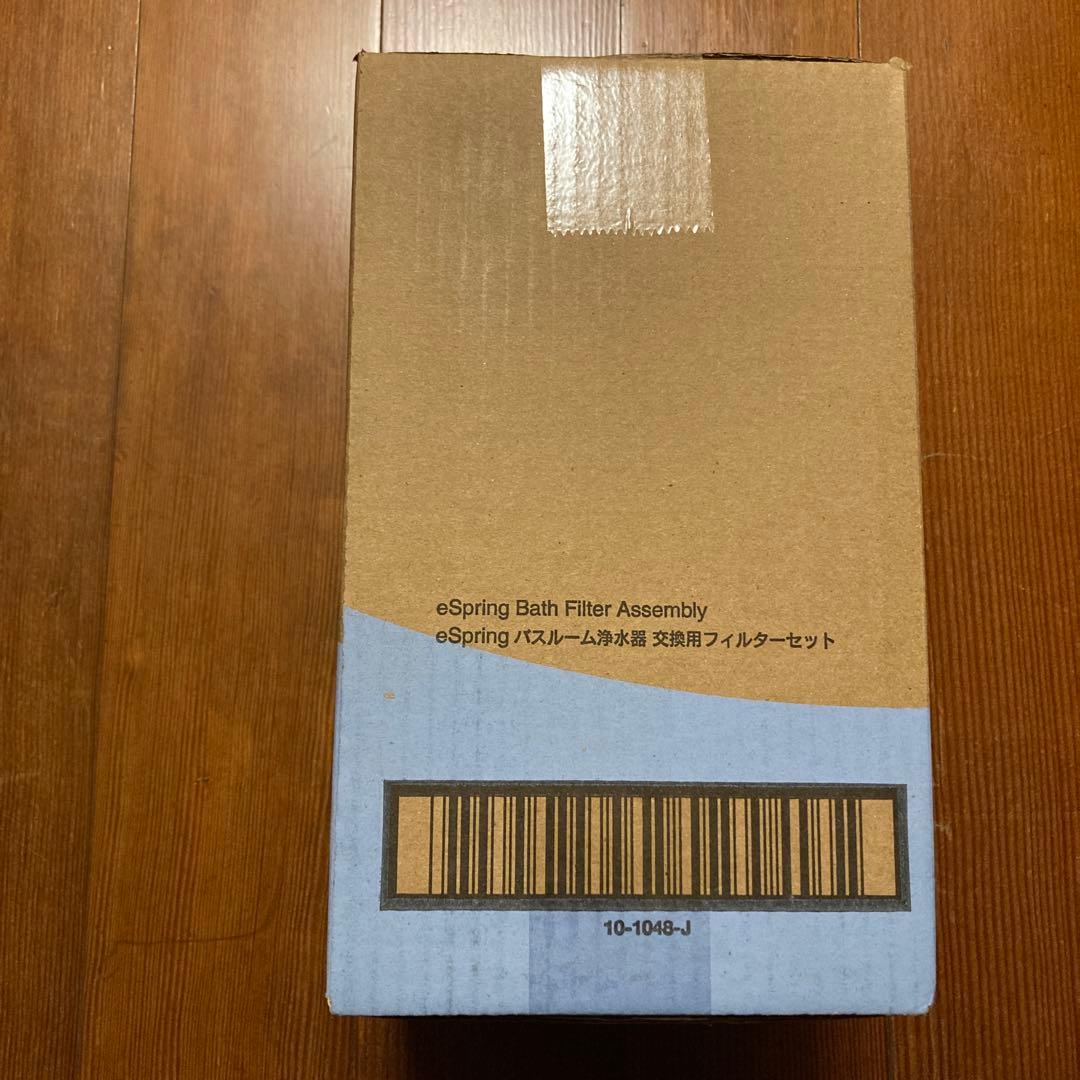 eSpring Bath Filter Assembly
eSpring バスルーム浄水器 交換用フィルターセット
10-1048-J